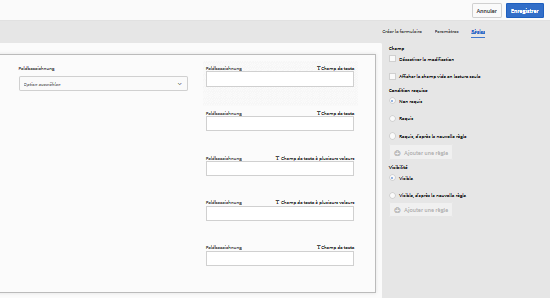 Annuler
Enregistrer
Créer le formulaire
Paramètres
Règles
Feldbezeichnung
Option auswählen
Feldbezeichnung
T Champ de texte
Feldbezeichnung
T Champ de texte
Feldbezeichnung
T Champ de texte à plusieurs valeurs
Feldbezeichnung
T Champ de texte à plusieurs valeurs
Feldbezeichnung
T Champ de texte
Champ
Désactiver la modification
Afficher le champ vide en lecture seule
Condition requise
Non requis
Requis
Requis, d'après la nouvelle règle
Ajouter une règle
Visibilité
Visible
Visible, d'après la nouvelle règle
Ajouter une règle